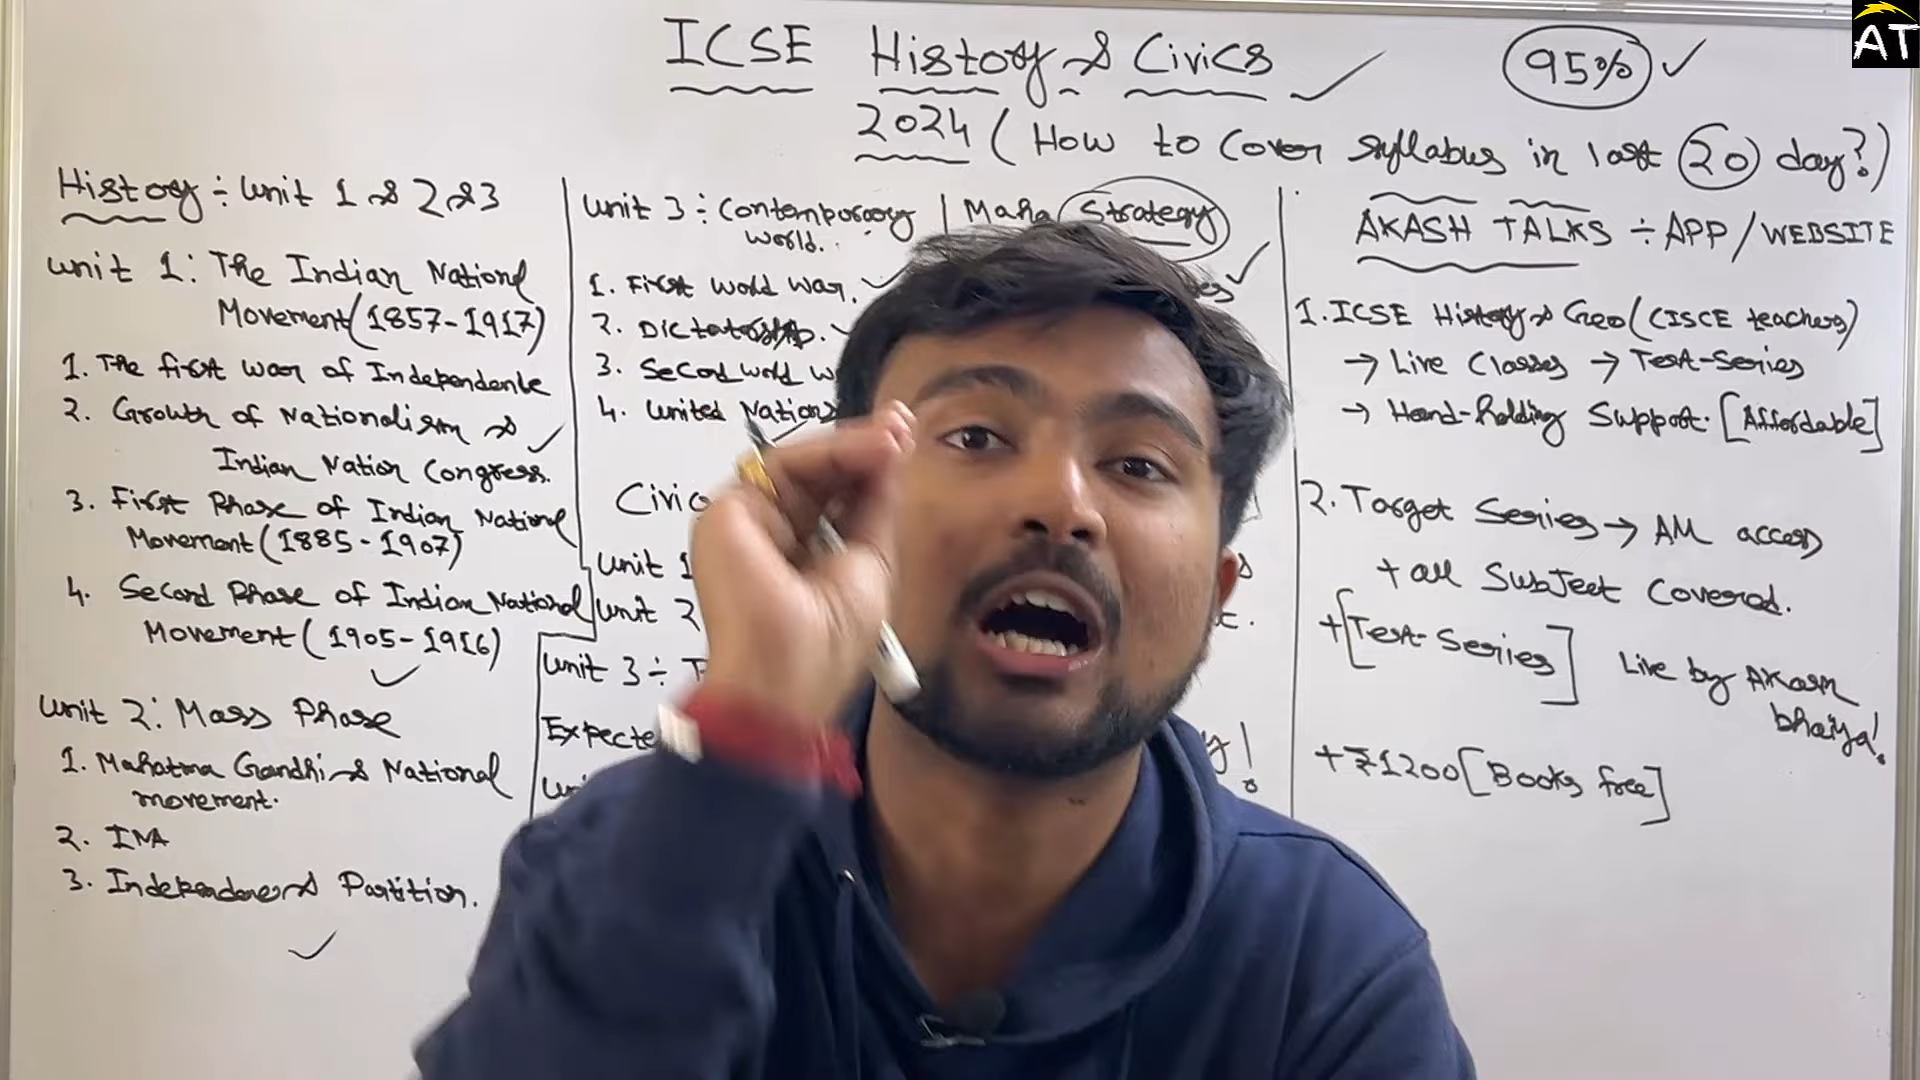 AT
ICSE History & Civics
95%
2024 (How to Cover syllabus in last 20 day?)
History ÷ Unit 1 & 2 & 3
Unit 1: The Indian National
Movement (1857-1917)
1. The first War of Independence
2. Growth of Nationalism &
Indian Nation Congress.
3. First Phase of Indian National
Movement (1885-1907)
4. Second Phase of Indian National
Movement (1905-1916)
Unit 2: Mass Phase
1. Mahatma Gandhi & National
movement.
2. INA
3. Independence & Partition.
Unit 3 ÷ Contemporary
World.
1. First World War.
2. Dictatorship.
3. Second World W
4. United Nations
Civic
Unit 1
Unit 2
Unit 3 ÷ T
Expecte
Maha Strategy
AKASH TALKS ÷ APP/WEBSITE
1. ICSE History & Geo (CISCE teachers)
→ Live Classes → Test-Series
→ Hand-holding Support. [Affordable]
2. Target Series → All access
+ all Subject Covered.
+ [Test-Series] Live by Akash
bhaiya!
+ ₹1200 [Books free]